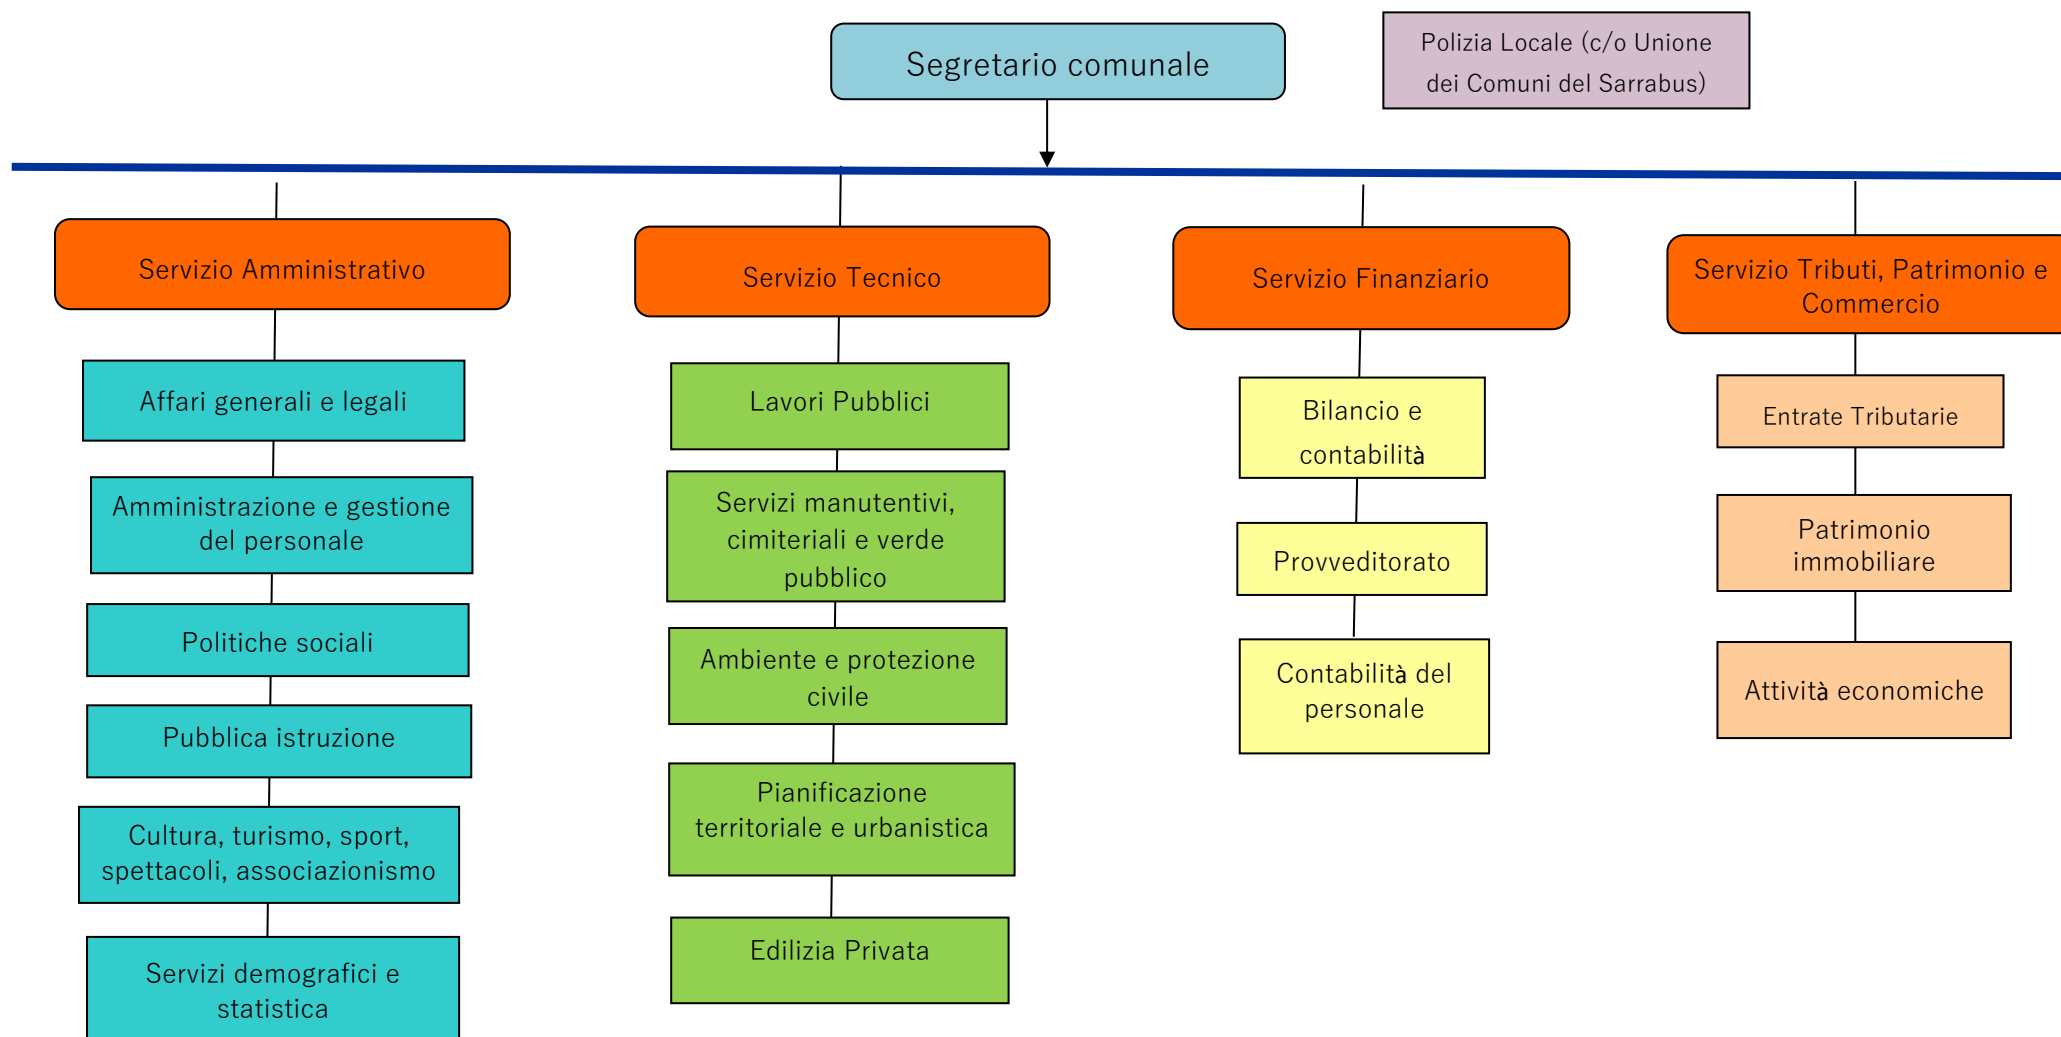 Segretario comunale
Polizia Locale (c/o Unione
dei Comuni del Sarrabus)
Servizio Amministrativo
Affari generali e legali
Amministrazione e gestione
del personale
Politiche sociali
Pubblica istruzione
Cultura, turismo, sport,
spettacoli, associazionismo
Servizi demografici e
statistica
Servizio Tecnico
Lavori Pubblici
Servizi manutentivi,
cimiteriali e verde
pubblico
Ambiente e protezione
civile
Pianificazione
territoriale e urbanistica
Edilizia Privata
Servizio Finanziario
Bilancio e
contabilità
Provveditorato
Contabilità del
personale
Servizio Tributi, Patrimonio e
Commercio
Entrate Tributarie
Patrimonio
immobiliare
Attività economiche